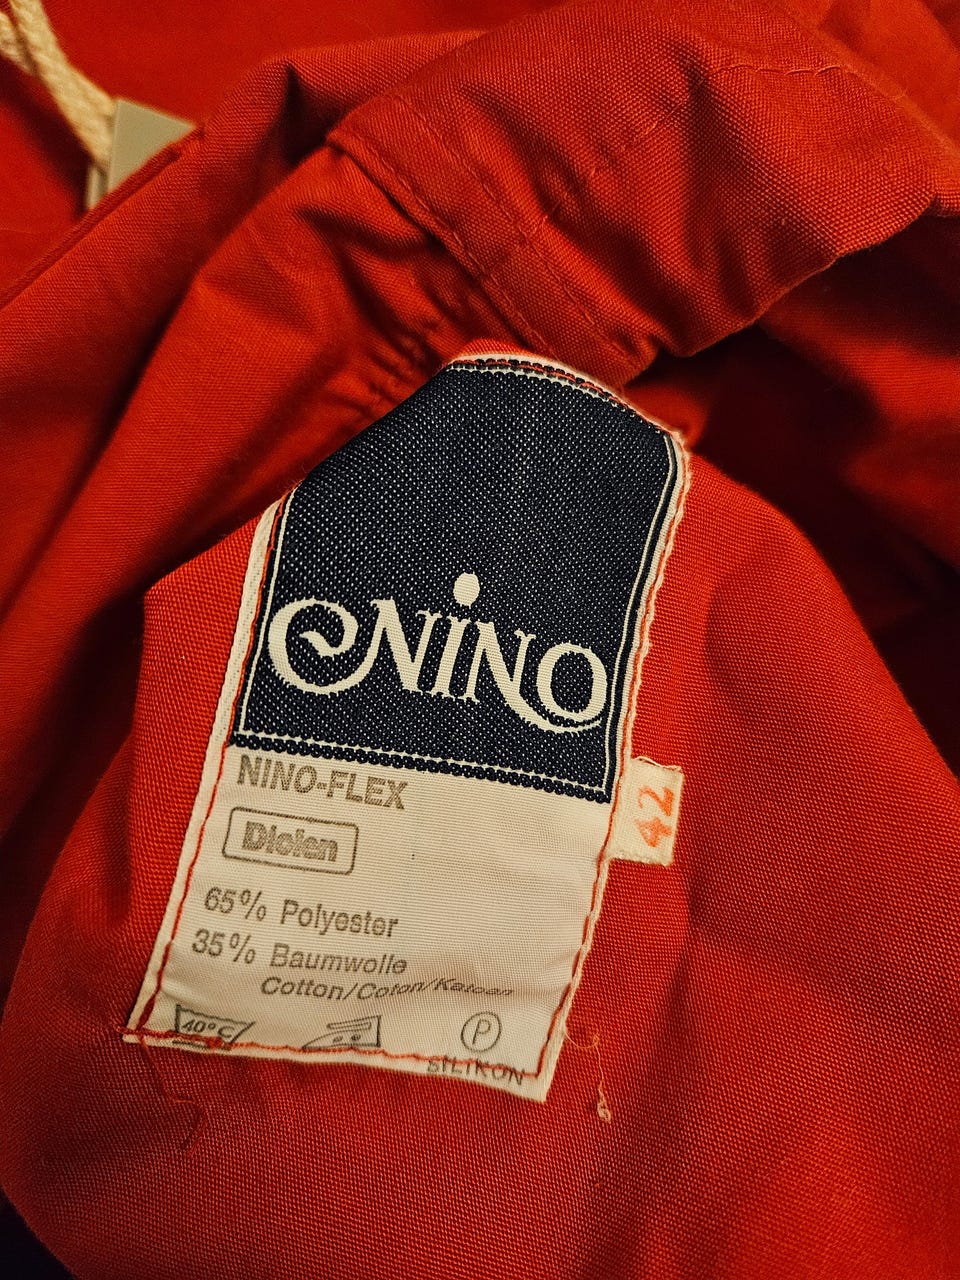 NINO
NINO-FLEX
Diolen
42
65% Polyester
35% Baumwolle
Cotton/Coton/Katoen
40°C
P
SILIKON